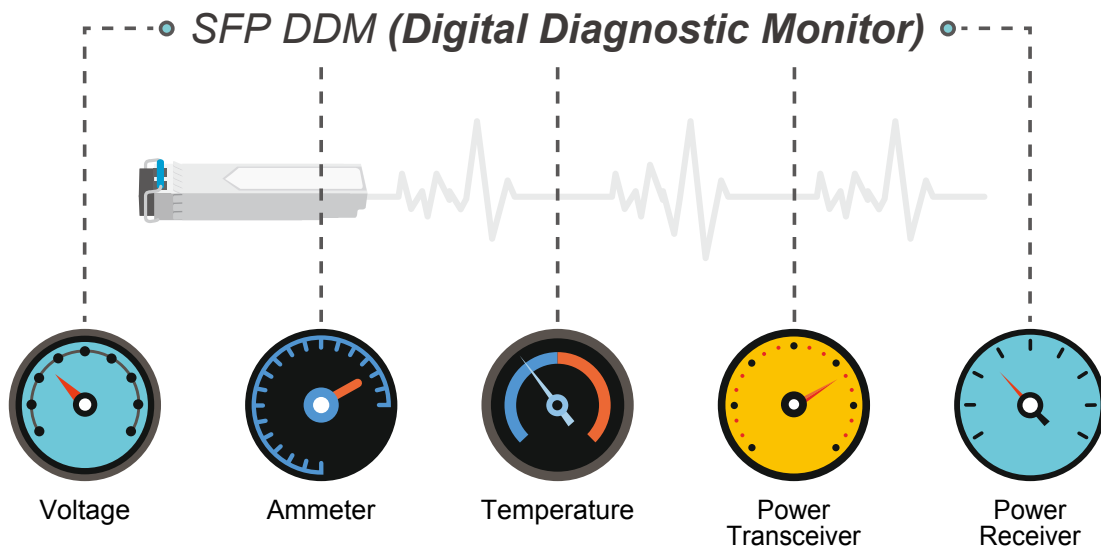 SFP DDM (Digital Diagnostic Monitor)
Voltage
Ammeter
Temperature
Power
Transceiver
Power
Receiver